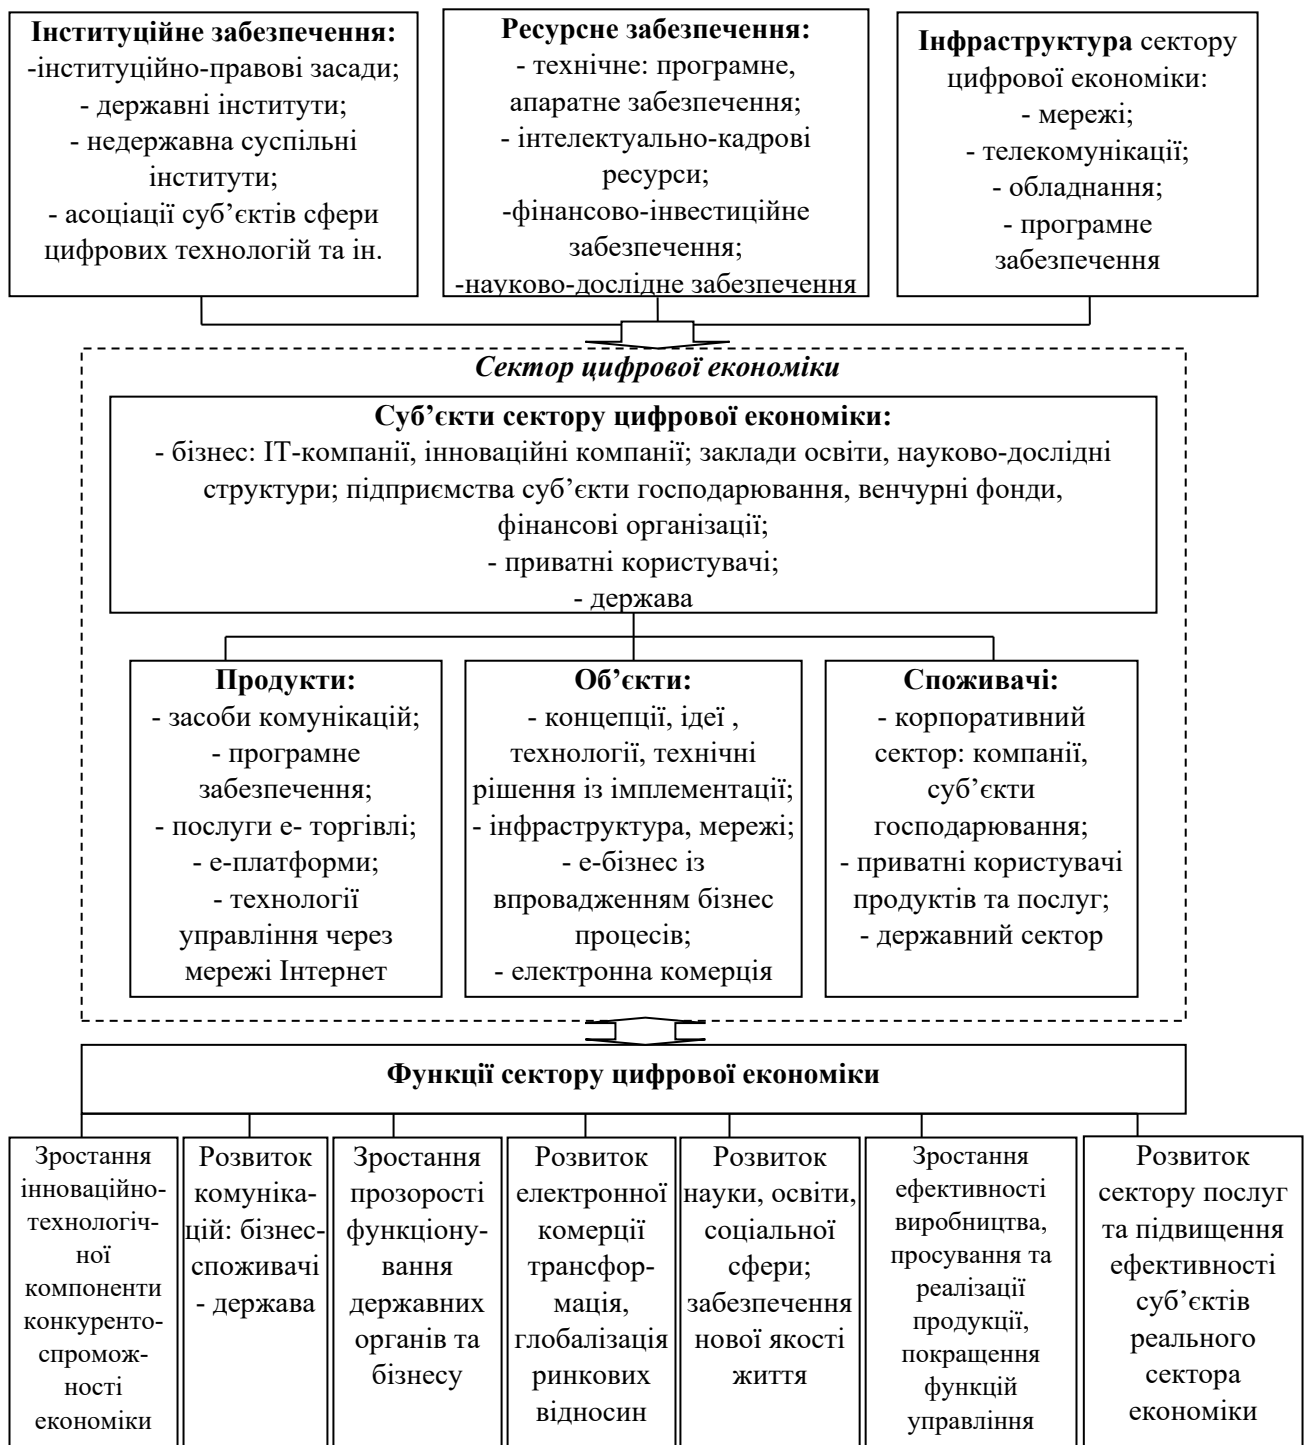 Інституційне забезпечення:
-інституційно-правові засади;
- державні інститути;
- недержавна суспільні
інститути;
- асоціації суб’єктів сфери
цифрових технологій та ін.
Ресурсне забезпечення:
- технічне: програмне,
апаратне забезпечення;
- інтелектуально-кадрові
ресурси;
-фінансово-інвестиційне
забезпечення;
-науково-дослідне забезпечення
Інфраструктура сектору
цифрової економіки:
- мережі;
- телекомунікації;
- обладнання;
- програмне
забезпечення
Сектор цифрової економіки
Суб’єкти сектору цифрової економіки:
- бізнес: ІТ-компанії, інноваційні компанії; заклади освіти, науково-дослідні
структури; підприємства суб’єкти господарювання, венчурні фонди,
фінансові організації;
- приватні користувачі;
- держава
Продукти:
- засоби комунікацій;
- програмне
забезпечення;
- послуги е- торгівлі;
- е-платформи;
- технології
управління через
мережі Інтернет
Об’єкти:
- концепції, ідеї ,
технології, технічні
рішення із імплементації;
- інфраструктура, мережі;
- е-бізнес із
впровадженням бізнес
процесів;
- електронна комерція
Споживачі:
- корпоративний
сектор: компанії,
суб’єкти
господарювання;
- приватні користувачі
продуктів та послуг;
- державний сектор
Функції сектору цифрової економіки
Зростання
інноваційно-
технологіч-
ної
компоненти
конкуренто-
спромож-
ності
економіки
Розвиток
комуніка-
цій: бізнес-
споживачі
- держава
Зростання
прозорості
функціону-
вання
державних
органів та
бізнесу
Розвиток
електронної
комерції
трансфор-
мація,
глобалізація
ринкових
відносин
Розвиток
науки, освіти,
соціальної
сфери;
забезпечення
нової якості
життя
Зростання
ефективності
виробництва,
просування та
реалізації
продукції,
покращення
функцій
управління
Розвиток
сектору послуг
та підвищення
ефективності
суб’єктів
реального
сектора
економіки